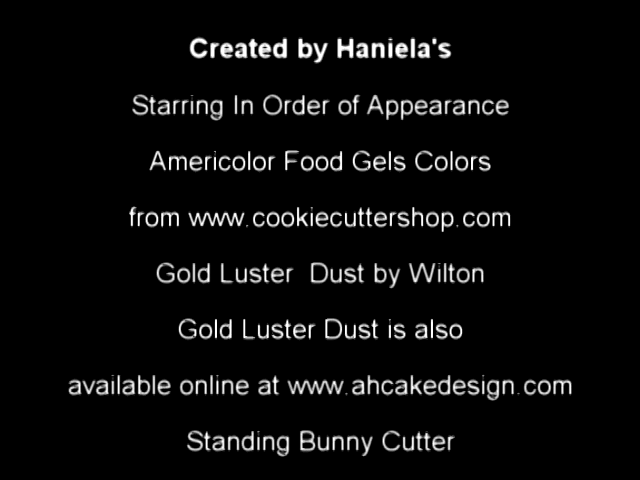 Created by Haniela's
Starring In Order of Appearance
Americolor Food Gels Colors
from www.cookiecuttershop.com
Gold Luster  Dust by Wilton
Gold Luster Dust is also
available online at www.ahcakedesign.com
Standing Bunny Cutter